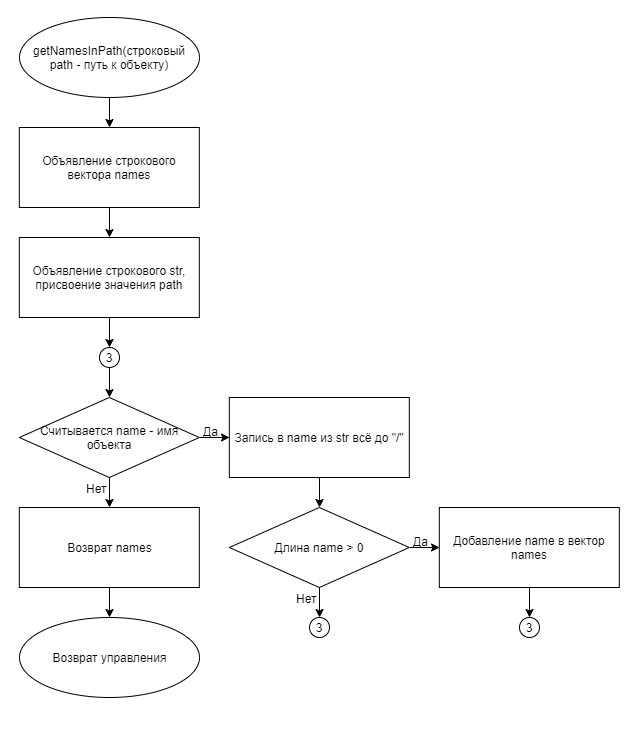 getNamesInPath(строковый
path - путь к объекту)
Объявление строкового
вектора names
Объявление строкового str,
присвоение значения path
3
Считывается name - имя
объекта
Да
Запись в name из str всё до "/"
Нет
Возврат names
Длина name > 0
Да
Добавление name в вектор
names
Нет
3
3
Возврат управления